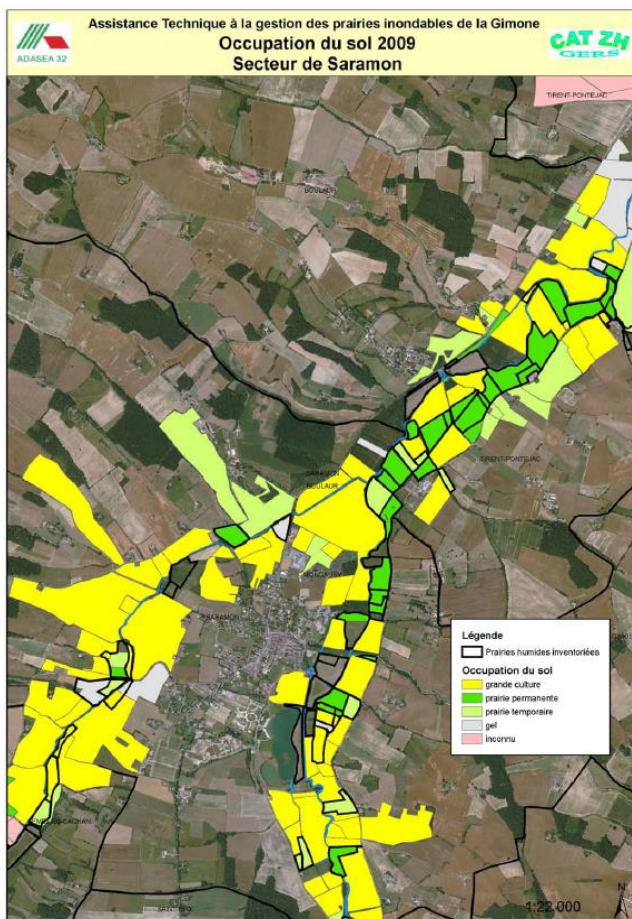 Assistance Technique à la gestion des prairies inondables de la Gimone
Occupation du sol 2009
Secteur de Saramon
ADASEA 32
CAT ZH
GERS
TIRENT-PONTEJAC
BOULAUR
TIRENT-PONTEJAC
SARAMON
BOULAUR
SARAMON
Légende
Prairies humides inventoriées
Occupation du sol
grande culture
prairie permanente
prairie temporaire
gel
inconnu
1:22 000
N